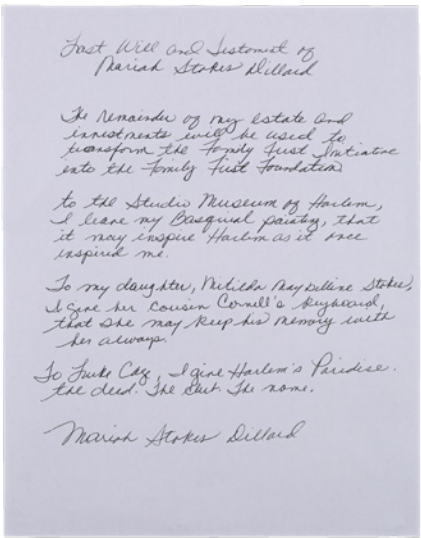 Last Will and Testament of
Mariah Stokes Dillard
The remainder of my estate and
investments will be used to
transform the Family First Initiative
into the Family First Foundation
to the Studio Museum of Harlem,
I leave my Basquiat painting, that
it may inspire Harlem as it once
inspired me.
To my daughter, Matilda Maybelline Stokes,
I give her cousin Cornell's keyboard,
that she may keep his memory with
her always.
To Luke Cage, I give Harlem's Paradise.
the deed. The The name.
Mariah Stokes Dillard